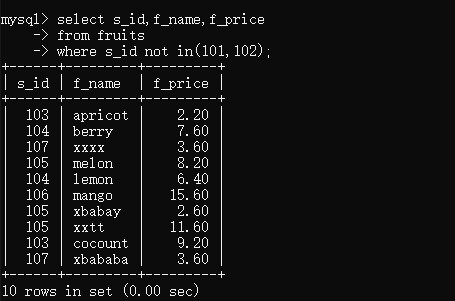 mysql> select s_id,f_name,f_price
    -> from fruits
    -> where s_id not in(101,102);
+------+---------+---------+
| s_id | f_name  | f_price |
+------+---------+---------+
|  103 | apricot |    2.20 |
|  104 | berry   |    7.60 |
|  107 | xxxx    |    3.60 |
|  105 | melon   |    8.20 |
|  104 | lemon   |    6.40 |
|  106 | mango   |   15.60 |
|  105 | xbabay  |    2.60 |
|  105 | xxtt    |   11.60 |
|  103 | cocount |    9.20 |
|  107 | xbababa |    3.60 |
+------+---------+---------+
10 rows in set (0.00 sec)